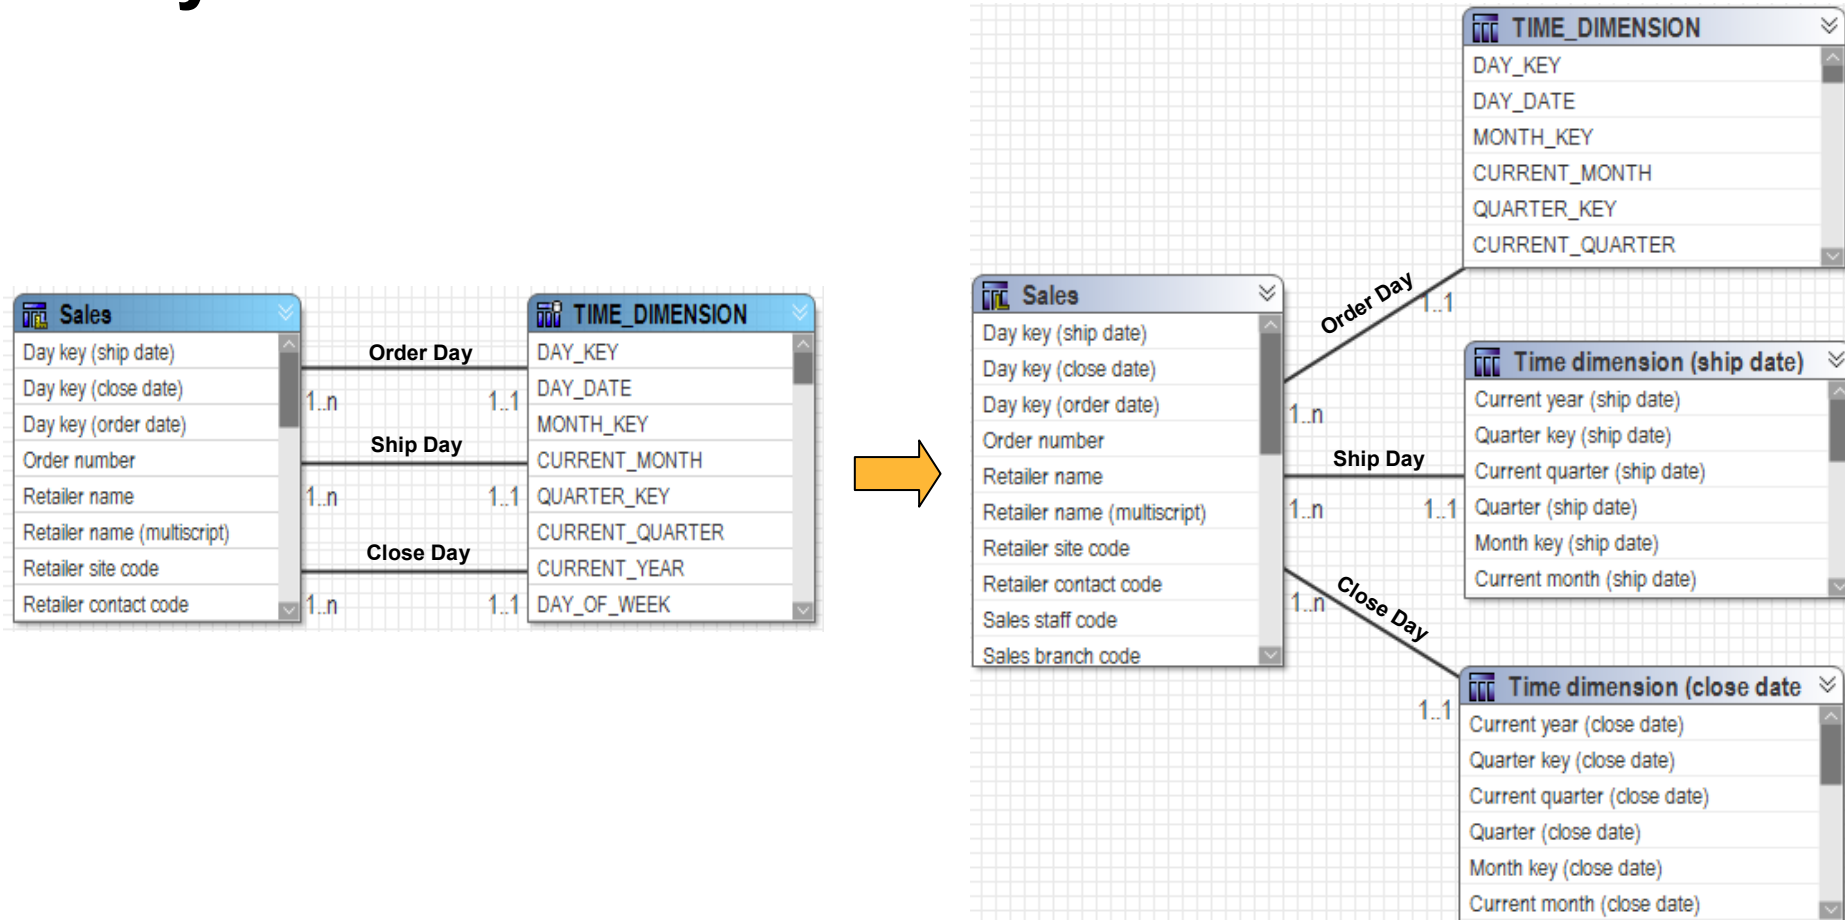 Sales
Day key (ship date)
Day key (close date)
Day key (order date)
Order number
Retailer name
Retailer name (multiscript)
Retailer site code
Retailer contact code
Order Day
1..n
1..1
Ship Day
1..n
1..1
Close Day
1..n
1..1
TIME_DIMENSION
DAY_KEY
DAY_DATE
MONTH_KEY
CURRENT_MONTH
QUARTER_KEY
CURRENT_QUARTER
CURRENT_YEAR
DAY_OF_WEEK
Sales
Day key (ship date)
Day key (close date)
Day key (order date)
Order number
Retailer name
Retailer name (multiscript)
Retailer site code
Retailer contact code
Sales staff code
Sales branch code
Order Day
1..1
1..n
Ship Day
1..n
1..1
Close Day
1..n
1..1
TIME_DIMENSION
DAY_KEY
DAY_DATE
MONTH_KEY
CURRENT_MONTH
QUARTER_KEY
CURRENT_QUARTER
Time dimension (ship date)
Current year (ship date)
Quarter key (ship date)
Current quarter (ship date)
Quarter (ship date)
Month key (ship date)
Current month (ship date)
Time dimension (close date
Current year (close date)
Quarter key (close date)
Current quarter (close date)
Quarter (close date)
Month key (close date)
Current month (close date)